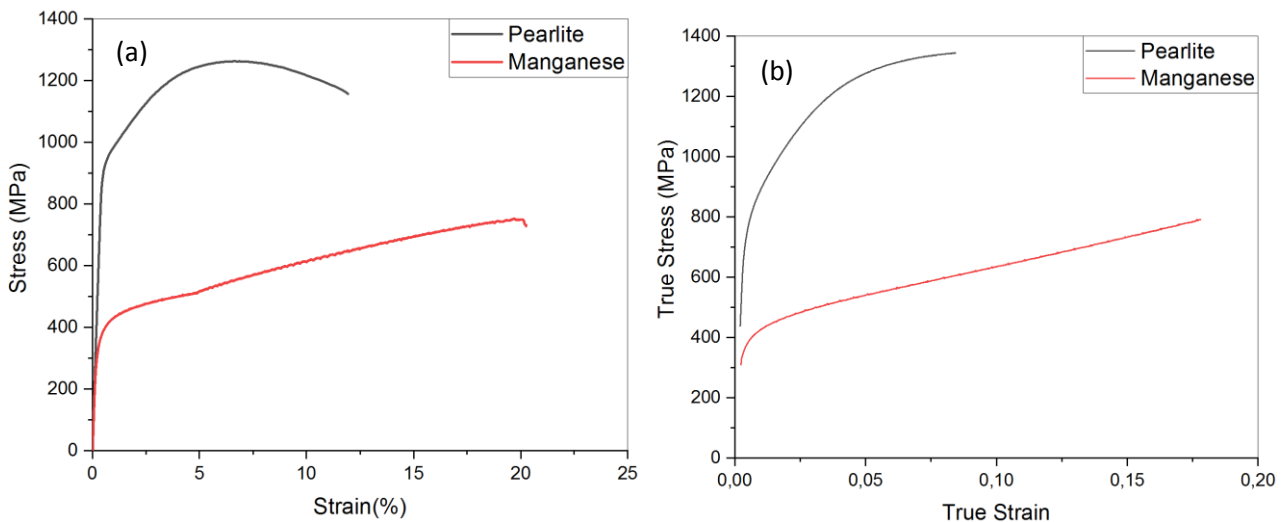 (a)
Pearlite
Manganese
Stress (MPa)
1400
1200
1000
800
600
400
200
0
0 5 10 15 20 25
Strain(%)
(b)
Pearlite
Manganese
True Stress (MPa)
1400
1200
1000
800
600
400
200
0
0,00 0,05 0,10 0,15 0,20
True Strain